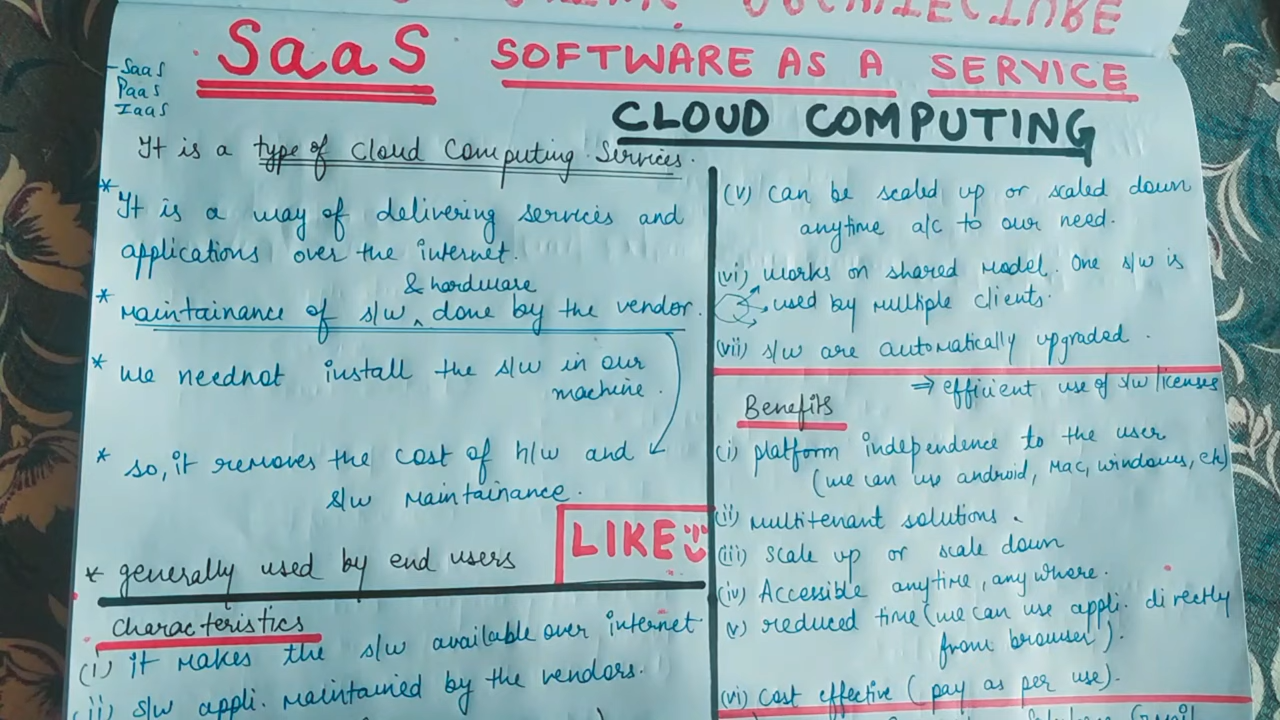 SaaS SOFTWARE AS A SERVICE
CLOUD COMPUTING
- SaaS
PaaS
IaaS
It is a type of Cloud Computing Services.
* It is a way of delivering services and
applications over the internet.
& hardware
* Maintainance of s/w ^ done by the vendor.
* we neednot install the s/w in our
machine.
* so, it removes the cost of h/w and
s/w maintainance.
LIKE
* generally used by end users
Characteristics
(i) it makes the s/w available over internet
(ii) s/w appli. maintained by the vendors.
(v) can be scaled up or scaled down
anytime a/c to our need.
(vi) works on shared model. One s/w is
used by multiple clients.
(vii) s/w are automatically upgraded.
⇒ efficient use of s/w licenses
Benefits
(i) platform independence to the user
(we can use android, Mac, windows, etc)
(ii) multitenant solutions.
(iii) scale up or scale down
(iv) Accessible anytime, any where.
v) reduced time (we can use appli. directly
from browser).
(vi) cost effective (pay as per use).